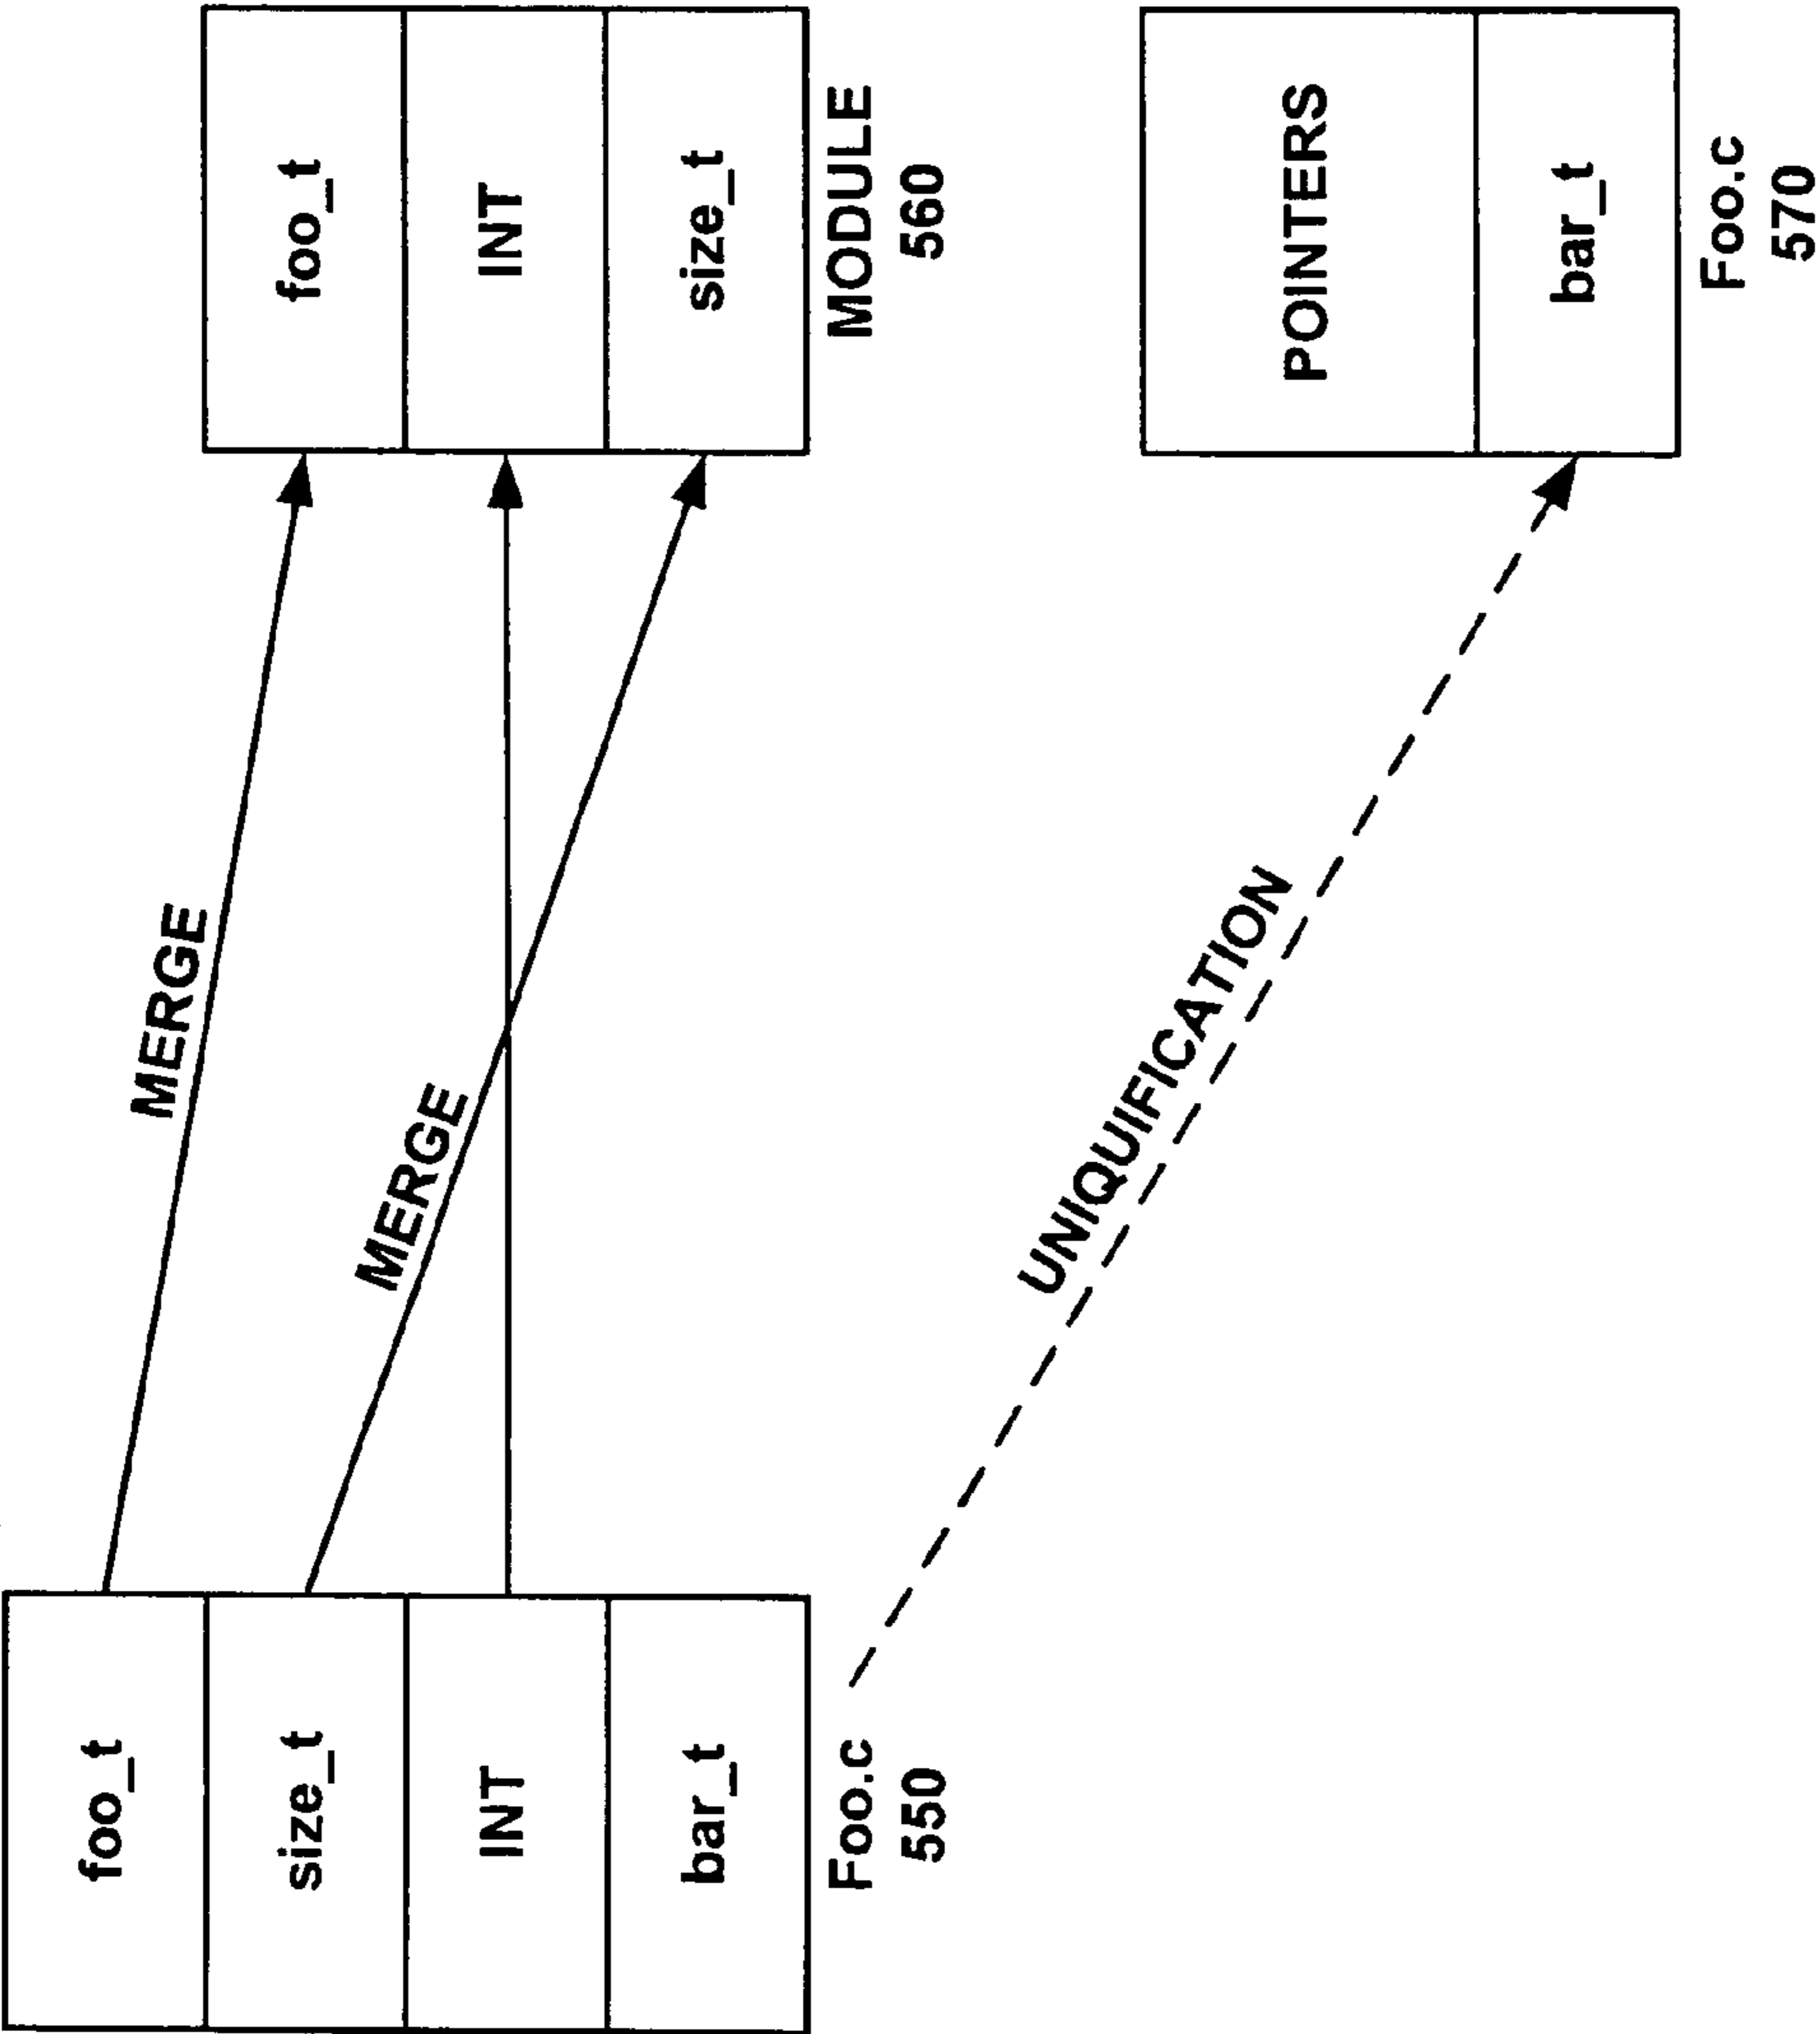 foo_t
size_t
INT
bar_t
Foo.c
550
MERGE
MERGE
UNIQUIFICATION
foo_t
INT
size_t
MODULE
560
POINTERS
bar_t
Foo.c
570